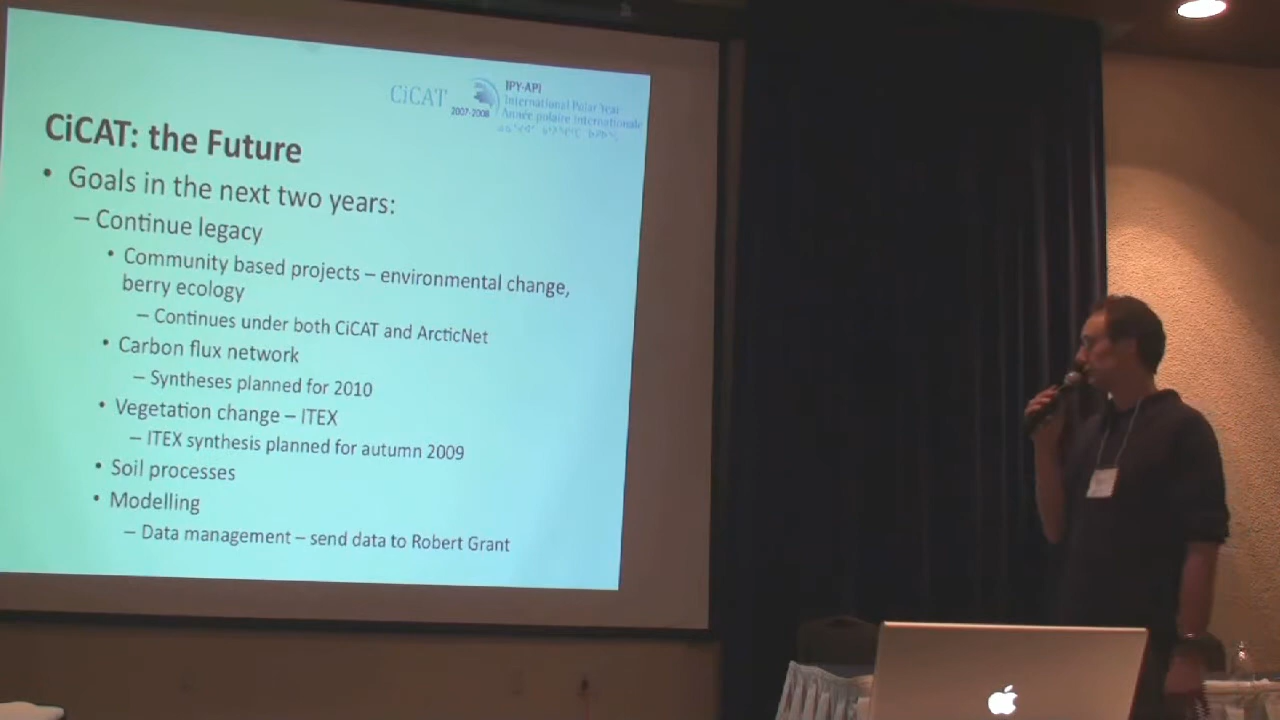 CiCAT
IPY-API
International Polar Year
2007-2008
Année polaire internationale
CiCAT: the Future
• Goals in the next two years:
– Continue legacy
• Community based projects – environmental change,
berry ecology
– Continues under both CiCAT and ArcticNet
• Carbon flux network
– Syntheses planned for 2010
• Vegetation change – ITEX
– ITEX synthesis planned for autumn 2009
• Soil processes
• Modelling
– Data management – send data to Robert Grant